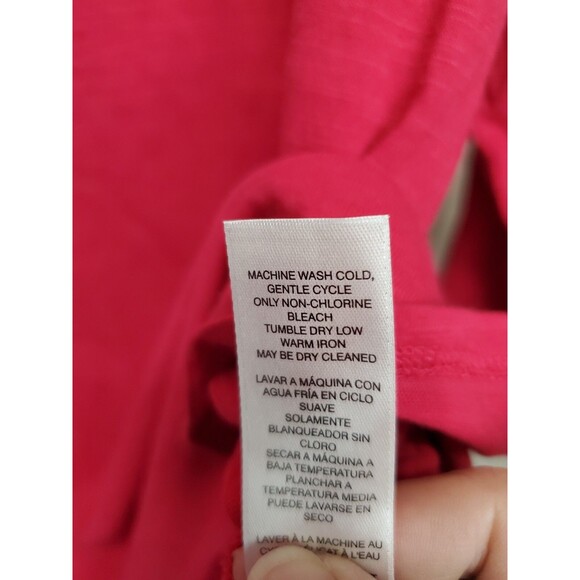 MACHINE WASH COLD,
GENTLE CYCLE
ONLY NON-CHLORINE
BLEACH
TUMBLE DRY LOW
WARM IRON
MAY BE DRY CLEANED
LAVAR A MÁQUINA CON
AGUA FRÍA EN CICLO
SUAVE
SOLAMENTE
BLANQUEADOR SIN
CLORO
SECAR A MÁQUINA A
BAJA TEMPERATURA
PLANCHAR A
TEMPERATURA MEDIA
PUEDE LAVARSE EN
SECO
LAVER À LA MACHINE AU
À L'EAU